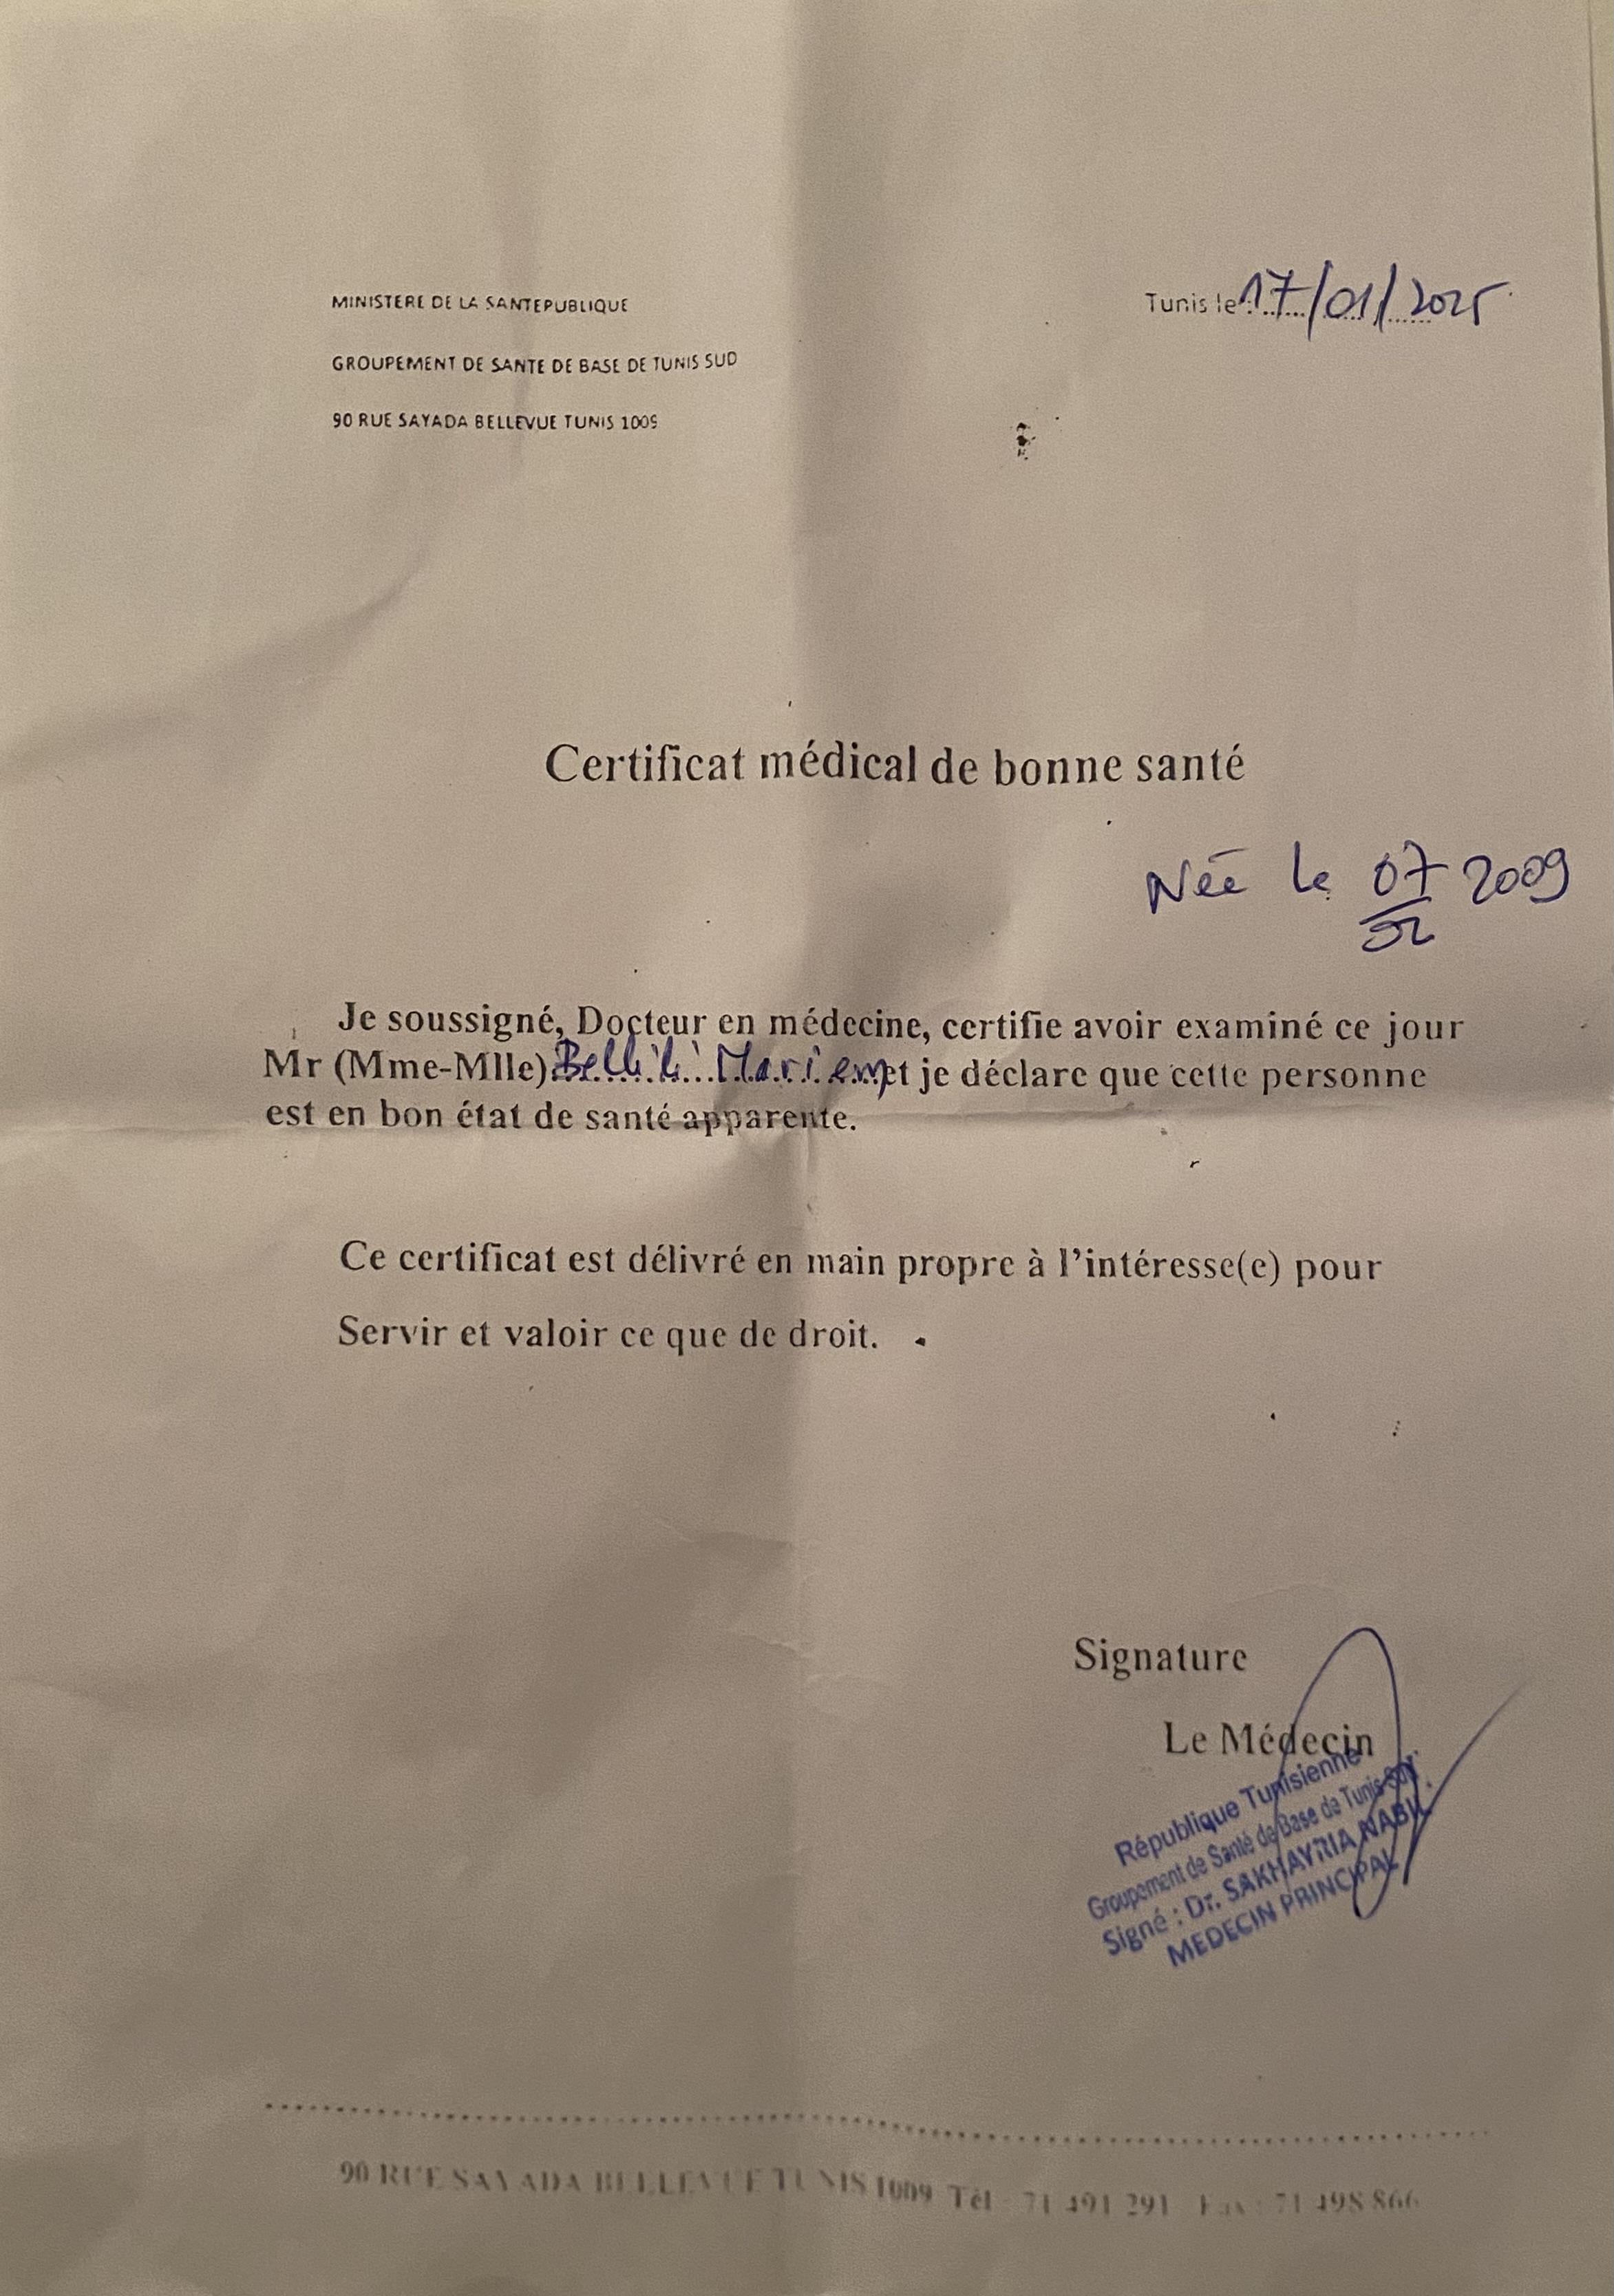 MINISTERE DE LA SANTEPUBLIQUE
Tunis le : 17/01/2025
GROUPEMENT DE SANTE DE BASE DE TUNIS SUD
90 RUE SAYADA BELLEVUE TUNIS 1009
Certificat médical de bonne santé
Née le 07 2009
Je soussigné, Docteur en médecine, certifie avoir examiné ce jour
Mr (Mme-Mlle) Bellili Mariem et je déclare que cette personne
est en bon état de santé apparente.
Ce certificat est délivré en main propre à l'intéresse(e) pour
Servir et valoir ce que de droit.
Signature
Le Médecin
République Tunisienne
Groupement de Santé de Base de Tunis Sud
Signé : Dr. SAKHAYRIA NABIL
MEDECIN PRINCIPAL
90 RUE SAYADA BELLEVUE TUNIS 1009 Tél : 71 491 291 Fax : 71 498 866